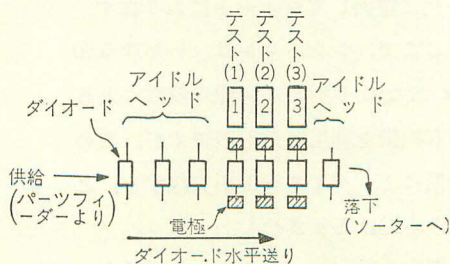 テスト(1)
テスト(2)
テスト(3)
アイドル
ヘッド
アイドル
ヘッド
ダイオード
1
2
3
供給
(パーツフィ
ーダーより)
電極
落下
(ソーターへ)
ダイオード水平送り